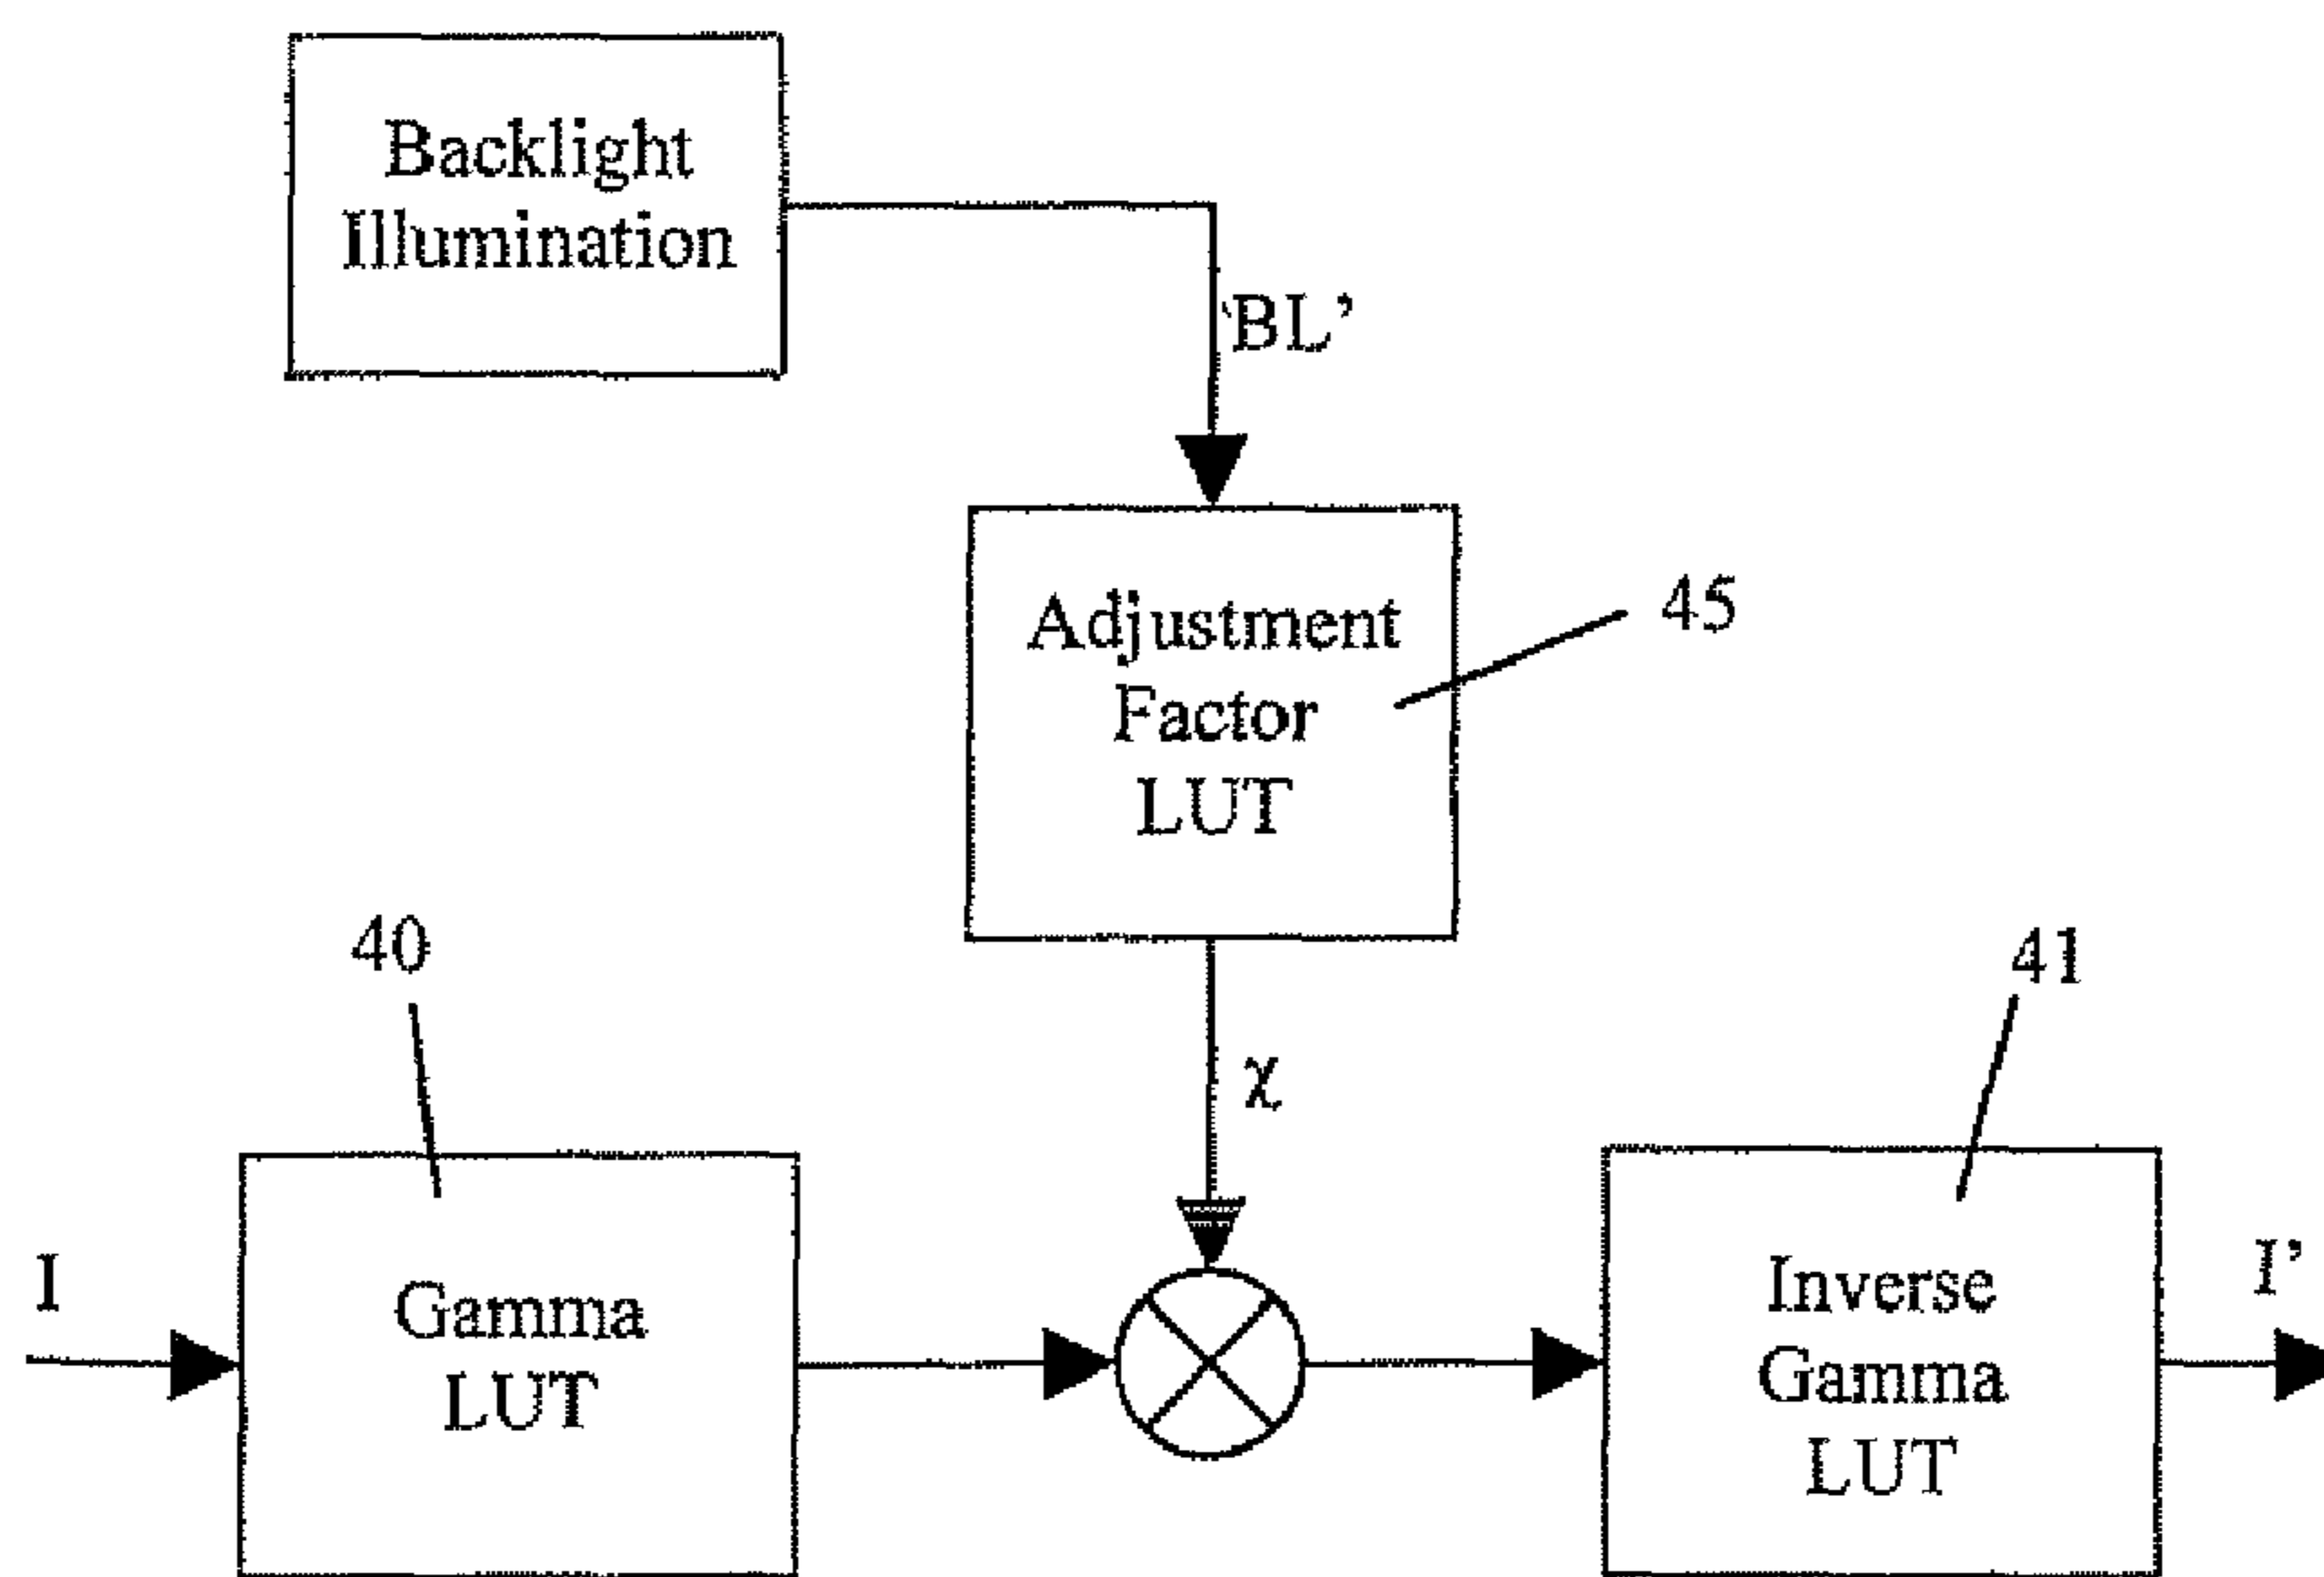 Backlight
Illumination
'BL'
Adjustment
Factor
LUT
45
40
41
χ
I
Gamma
LUT
Inverse
Gamma
LUT
I'